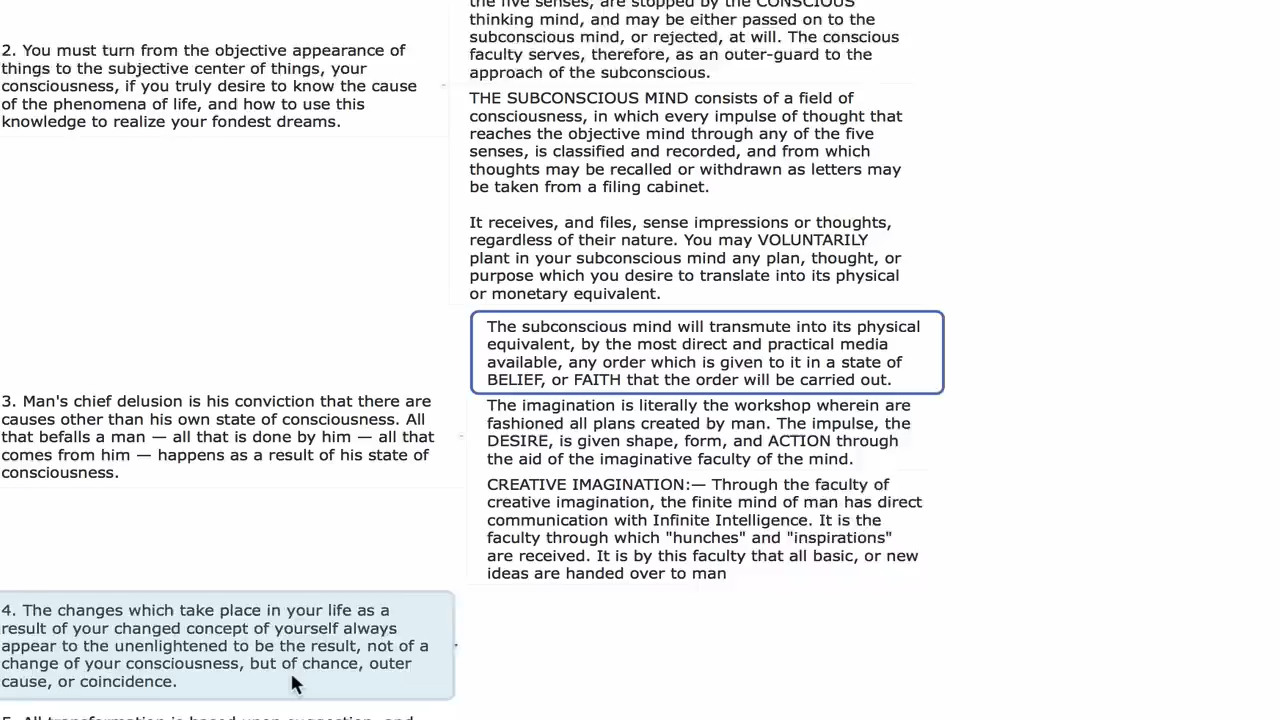 2. You must turn from the objective appearance of
things to the subjective center of things, your
consciousness, if you truly desire to know the cause
of the phenomena of life, and how to use this
knowledge to realize your fondest dreams.
3. Man's chief delusion is his conviction that there are
causes other than his own state of consciousness. All
that befalls a man — all that is done by him — all that
comes from him — happens as a result of his state of
consciousness.
4. The changes which take place in your life as a
result of your changed concept of yourself always
appear to the unenlightened to be the result, not of a
change of your consciousness, but of chance, outer
cause, or coincidence.
5. All transformation is based upon suggestion, and
the five senses, are stopped by the CONSCIOUS
thinking mind, and may be either passed on to the
subconscious mind, or rejected, at will. The conscious
faculty serves, therefore, as an outer-guard to the
approach of the subconscious.
THE SUBCONSCIOUS MIND consists of a field of
consciousness, in which every impulse of thought that
reaches the objective mind through any of the five
senses, is classified and recorded, and from which
thoughts may be recalled or withdrawn as letters may
be taken from a filing cabinet.
It receives, and files, sense impressions or thoughts,
regardless of their nature. You may VOLUNTARILY
plant in your subconscious mind any plan, thought, or
purpose which you desire to translate into its physical
or monetary equivalent.
The subconscious mind will transmute into its physical
equivalent, by the most direct and practical media
available, any order which is given to it in a state of
BELIEF, or FAITH that the order will be carried out.
The imagination is literally the workshop wherein are
fashioned all plans created by man. The impulse, the
DESIRE, is given shape, form, and ACTION through
the aid of the imaginative faculty of the mind.
CREATIVE IMAGINATION:— Through the faculty of
creative imagination, the finite mind of man has direct
communication with Infinite Intelligence. It is the
faculty through which "hunches" and "inspirations"
are received. It is by this faculty that all basic, or new
ideas are handed over to man